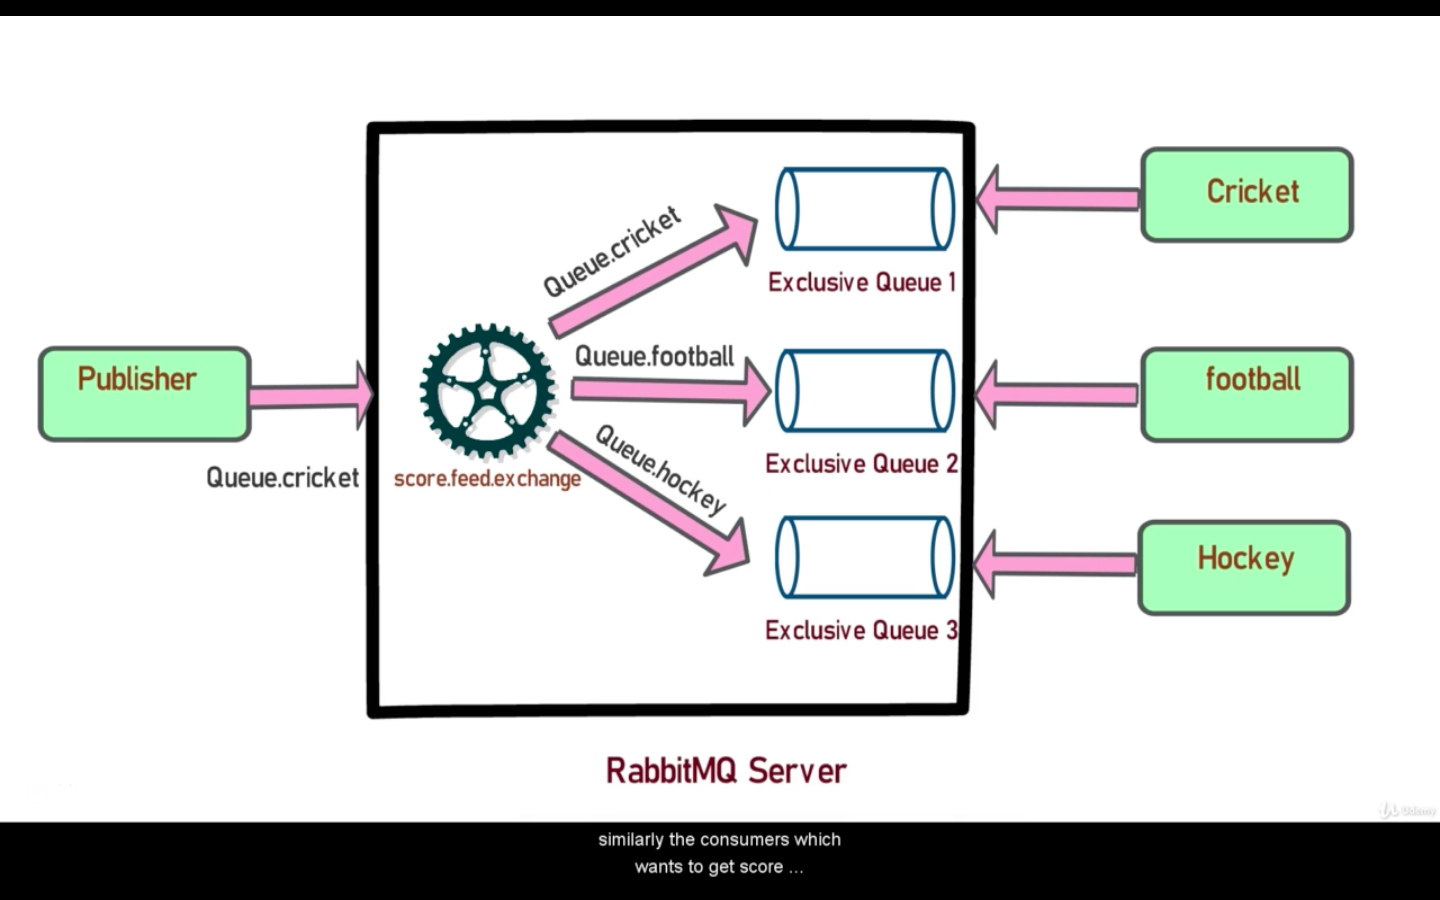 Cricket
Queue.cricket
Exclusive Queue 1
Queue.football
Publisher
football
Queue.hockey
Exclusive Queue 2
Queue.cricket
score.feed.exchange
Hockey
Exclusive Queue 3
RabbitMQ Server
Udemy
similarly the consumers which
wants to get score ...